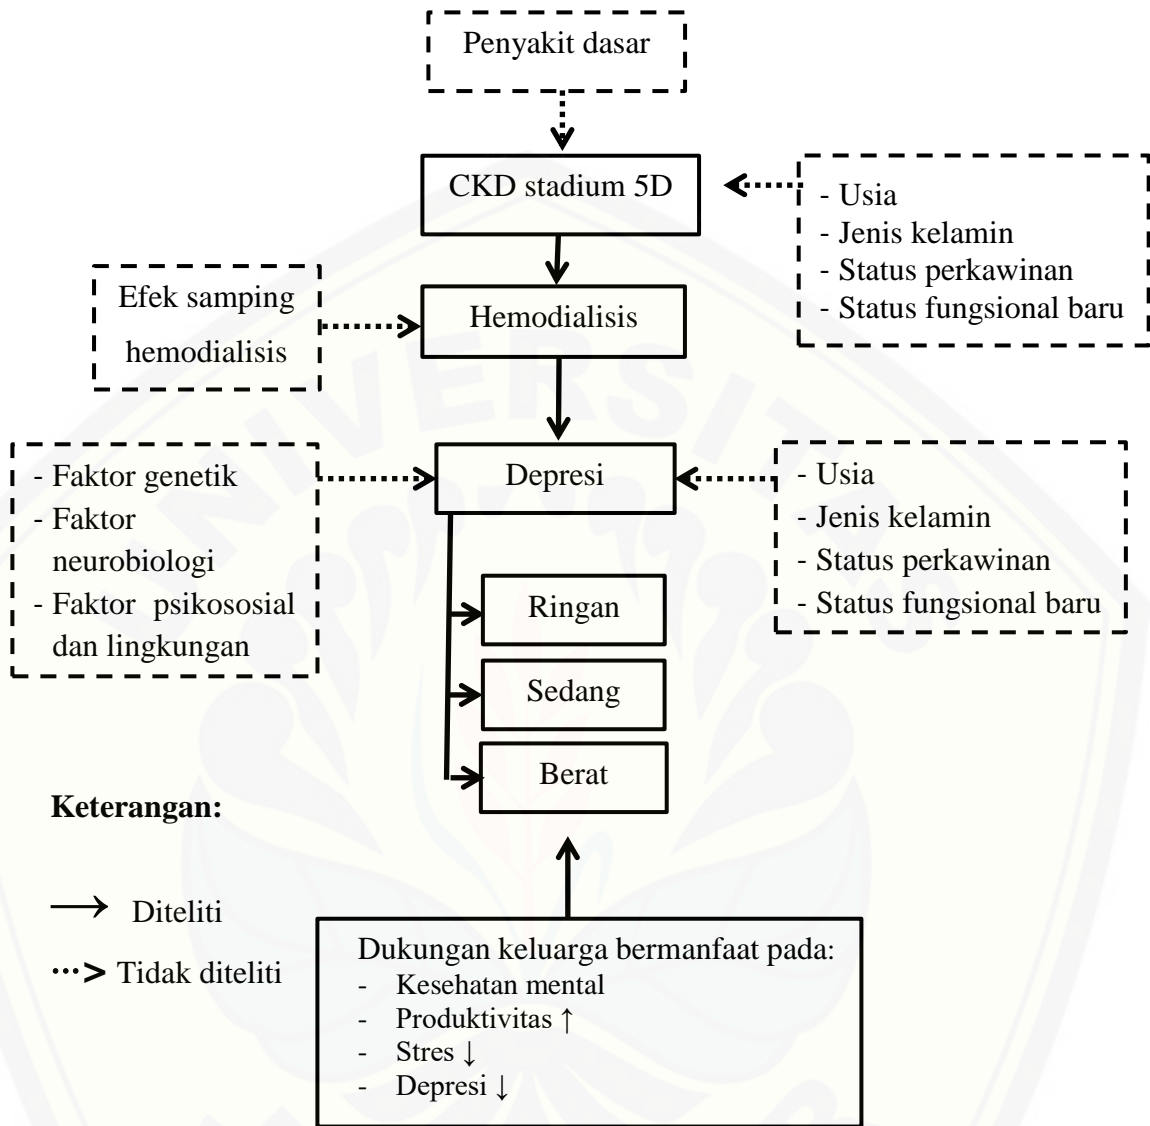 Penyakit dasar
CKD stadium 5D
- Usia
- Jenis kelamin
- Status perkawinan
- Status fungsional baru
Efek samping
hemodialisis
Hemodialisis
- Faktor genetik
- Faktor
neurobiologi
- Faktor psikososial
dan lingkungan
Depresi
- Usia
- Jenis kelamin
- Status perkawinan
- Status fungsional baru
Ringan
Sedang
Berat
Keterangan:
Diteliti
Tidak diteliti
Dukungan keluarga bermanfaat pada:
- Kesehatan mental
- Produktivitas ↑
- Stres ↓
- Depresi ↓
UNIVERSITAS